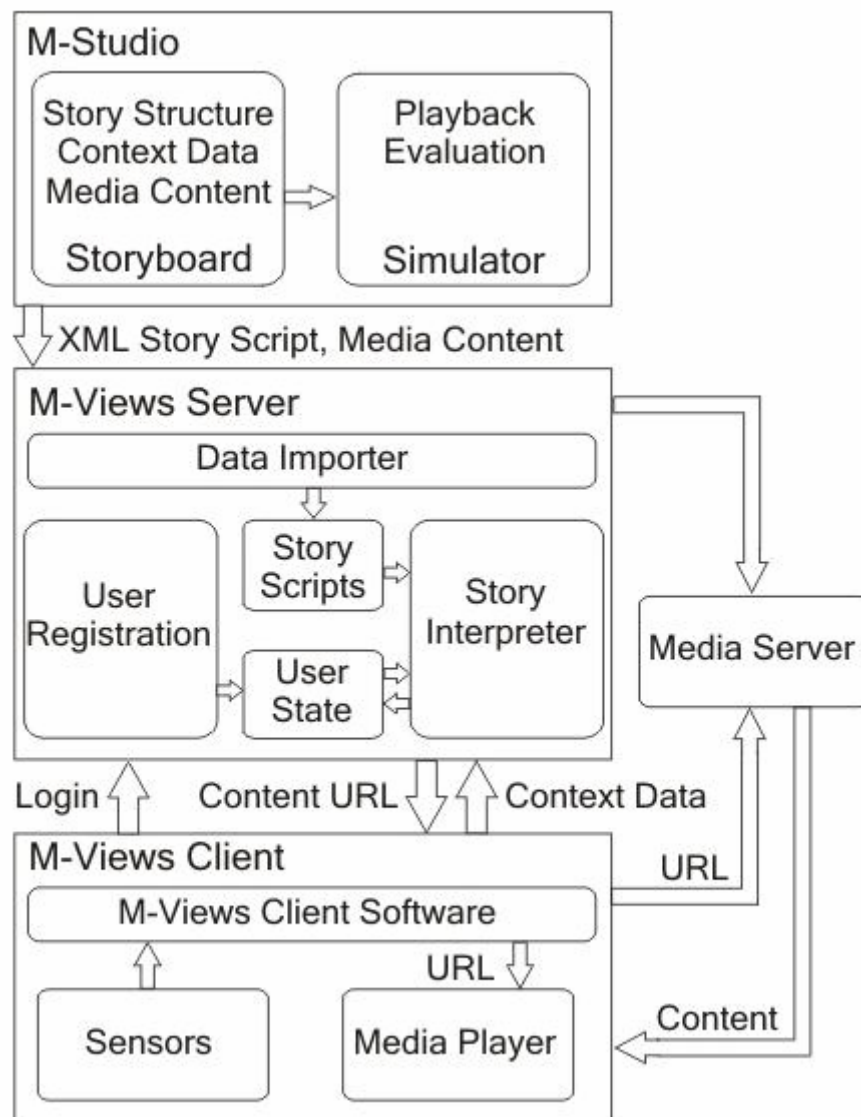 M-Studio
Story Structure
Context Data
Media Content
Storyboard
Playback
Evaluation
Simulator
XML Story Script, Media Content
M-Views Server
Data Importer
User
Registration
Story
Scripts
User
State
Story
Interpreter
Media Server
Login
Content URL
Context Data
M-Views Client
M-Views Client Software
URL
URL
Sensors
Media Player
Content